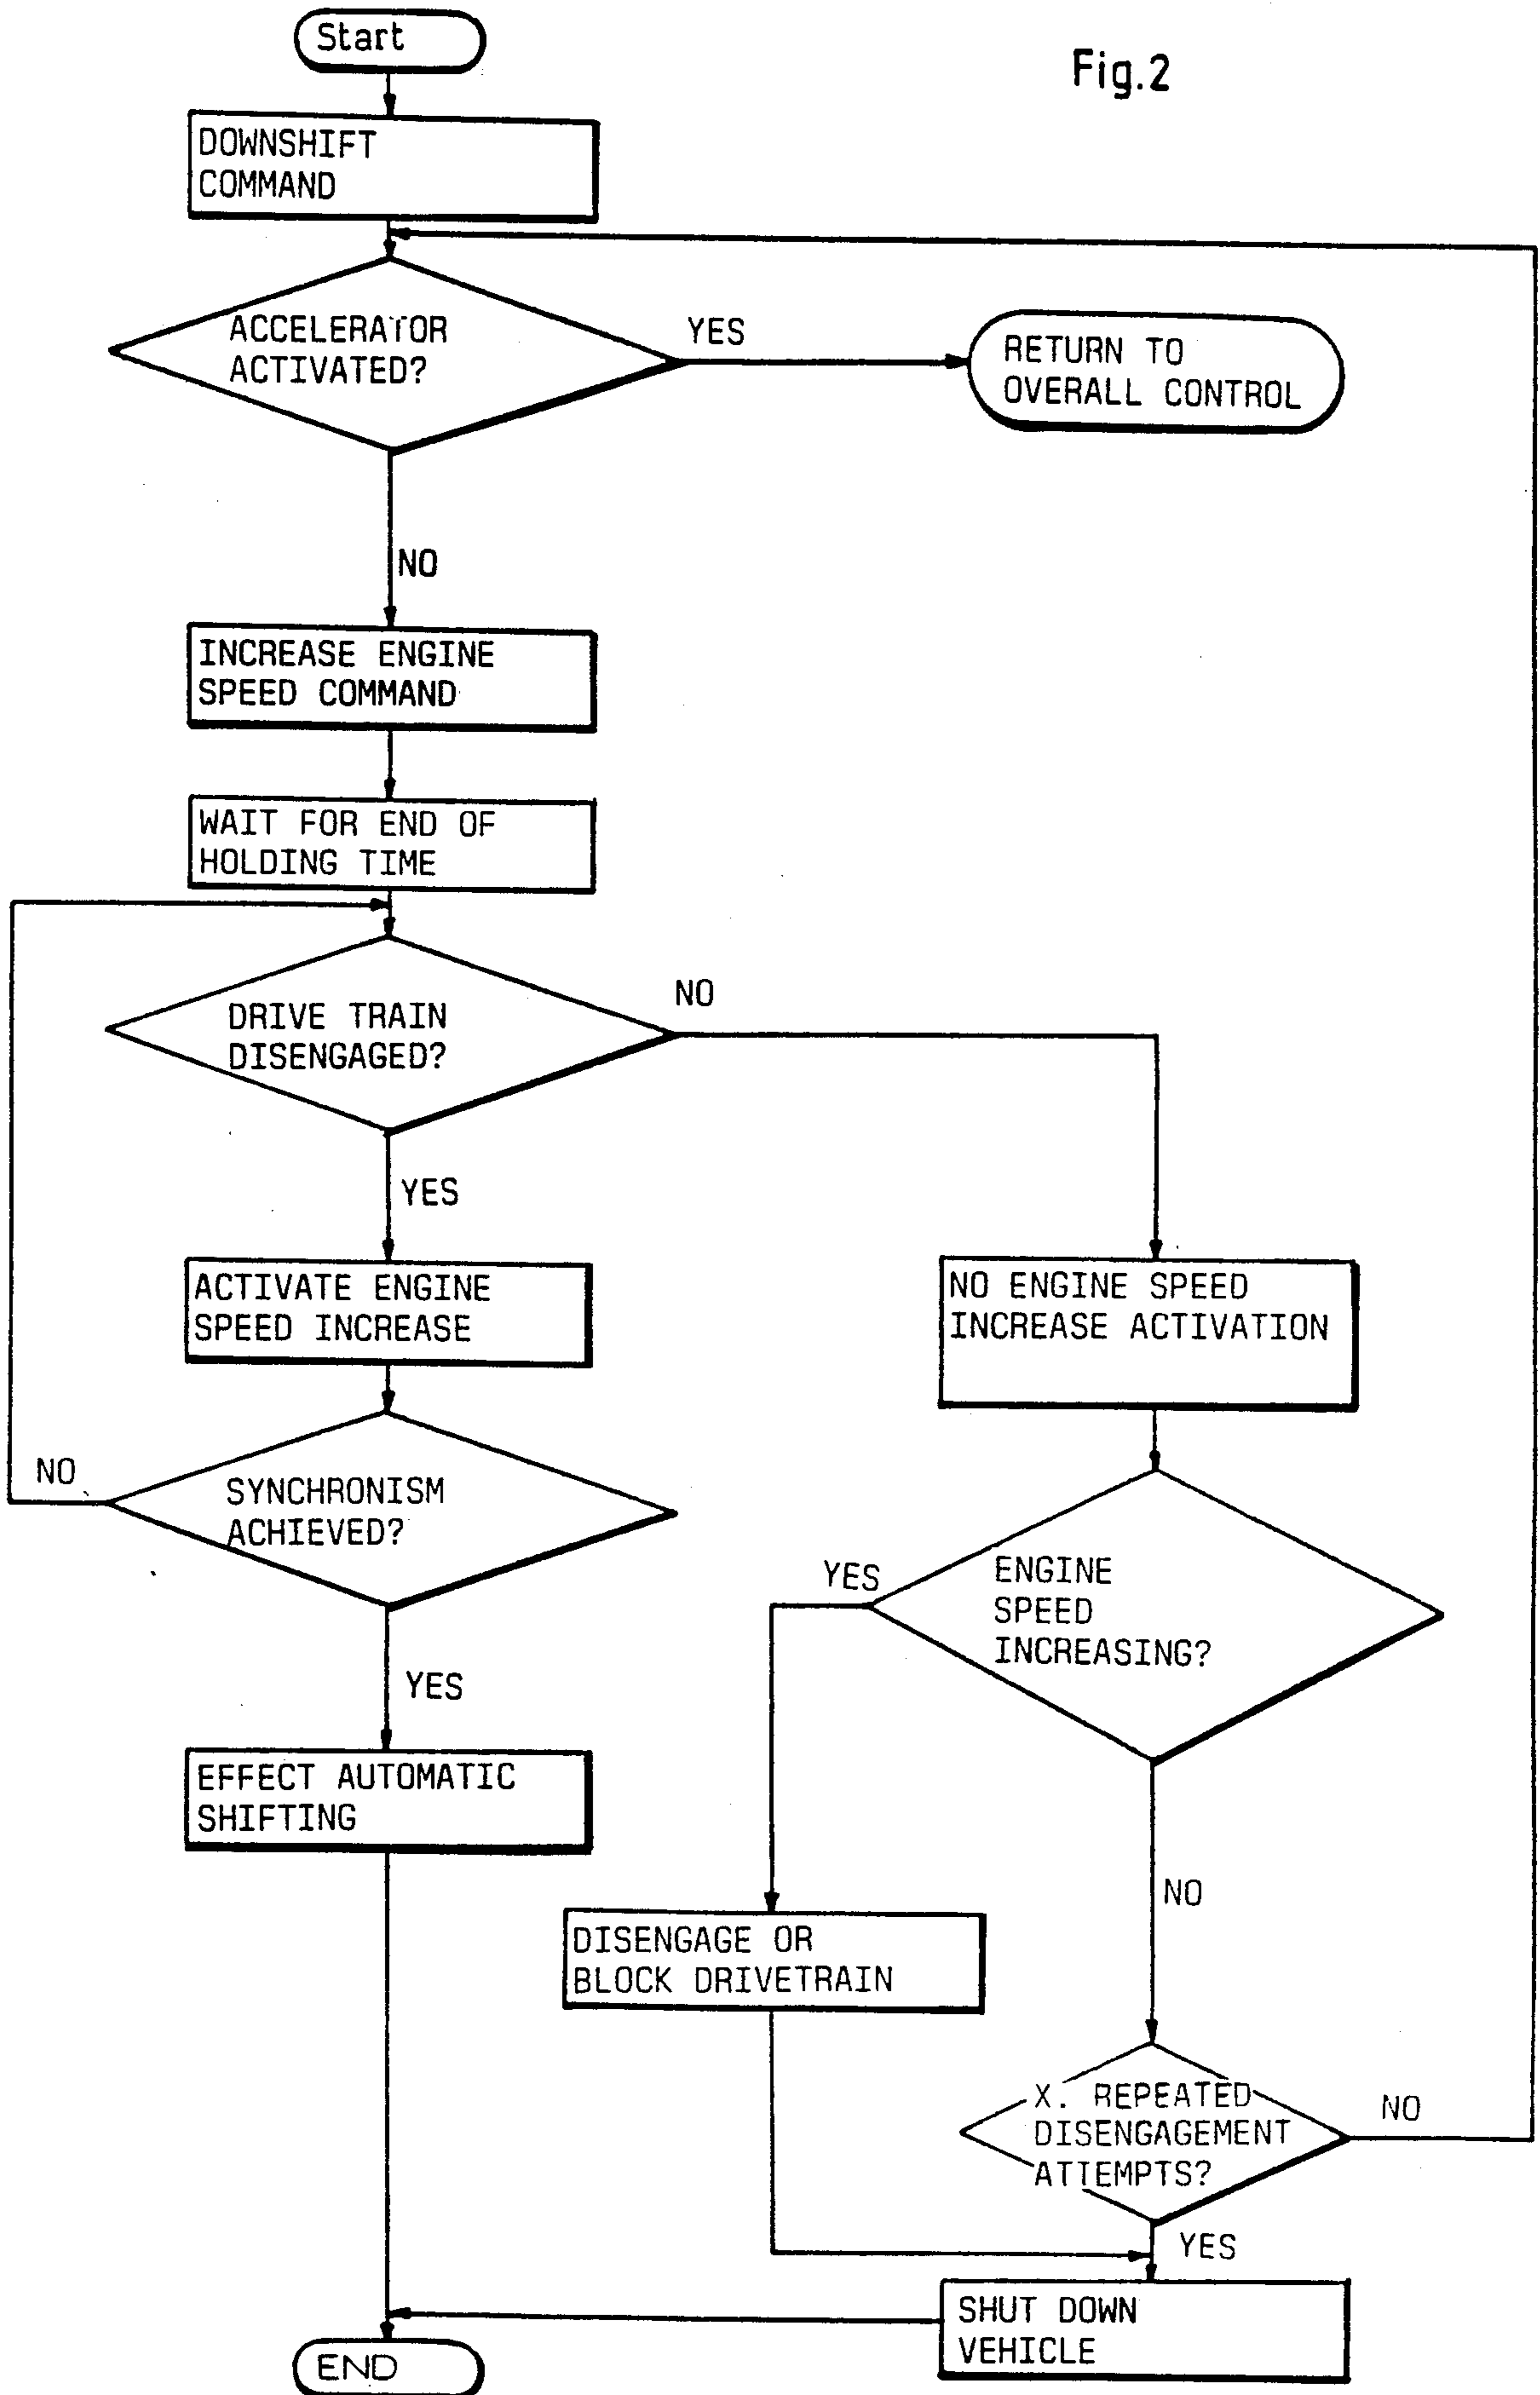 Start
Fig.2
DOWNSHIFT
COMMAND
ACCELERATOR
ACTIVATED?
YES
RETURN TO
OVERALL CONTROL
NO
INCREASE ENGINE
SPEED COMMAND
WAIT FOR END OF
HOLDING TIME
DRIVE TRAIN
DISENGAGED?
NO
YES
ACTIVATE ENGINE
SPEED INCREASE
NO ENGINE SPEED
INCREASE ACTIVATION
NO
SYNCHRONISM
ACHIEVED?
YES
ENGINE
SPEED
INCREASING?
YES
EFFECT AUTOMATIC
SHIFTING
NO
DISENGAGE OR
BLOCK DRIVETRAIN
X. REPEATED
DISENGAGEMENT
ATTEMPTS?
NO
YES
SHUT DOWN
VEHICLE
END